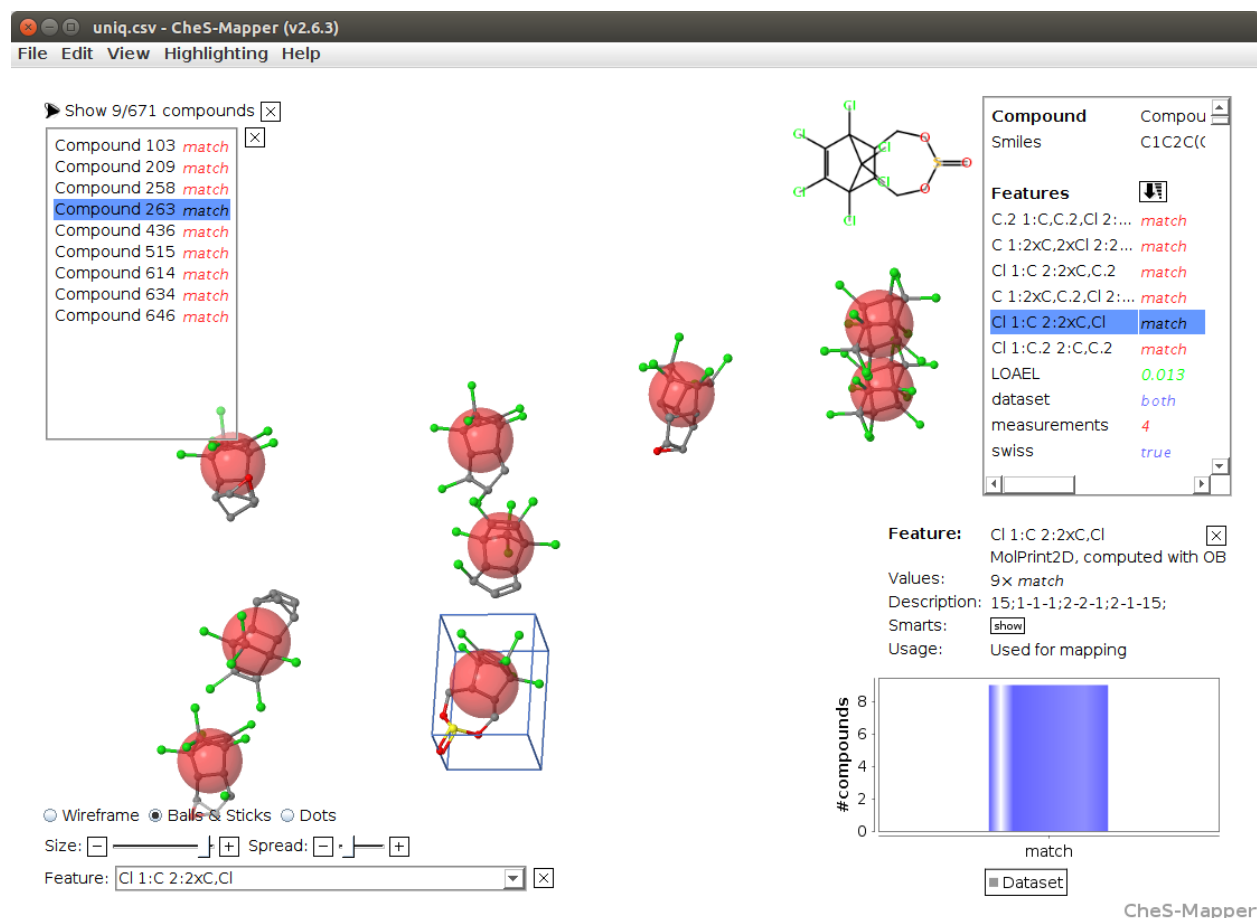 uniq.csv - CheS-Mapper (v2.6.3)
File Edit View Highlighting Help
Show 9/671 compounds
Compound 103 match
Compound 209 match
Compound 258 match
Compound 263 match
Compound 436 match
Compound 515 match
Compound 614 match
Compound 634 match
Compound 646 match
Cl
Cl
Cl
Cl
Cl
Cl
O
S
O
O
Compound Compou
Smiles C1C2C(C
Features
C.2 1:C,C.2,Cl 2:... match
C 1:2xC,2xCl 2:2... match
Cl 1:C 2:2xC,C.2 match
C 1:2xC,C.2,Cl 2:... match
Cl 1:C 2:2xC,Cl match
Cl 1:C.2 2:C,C.2 match
LOAEL 0.013
dataset both
measurements 4
swiss true
Feature: Cl 1:C 2:2xC,Cl
MolPrint2D, computed with OB
Values: 9× match
Description: 15;1-1-1;2-2-1;2-1-15;
Smarts: show
Usage: Used for mapping
#compounds
8
6
4
2
0
match
Dataset
Wireframe Balls & Sticks Dots
Size: Spread:
Feature: Cl 1:C 2:2xC,Cl
CheS-Mapper